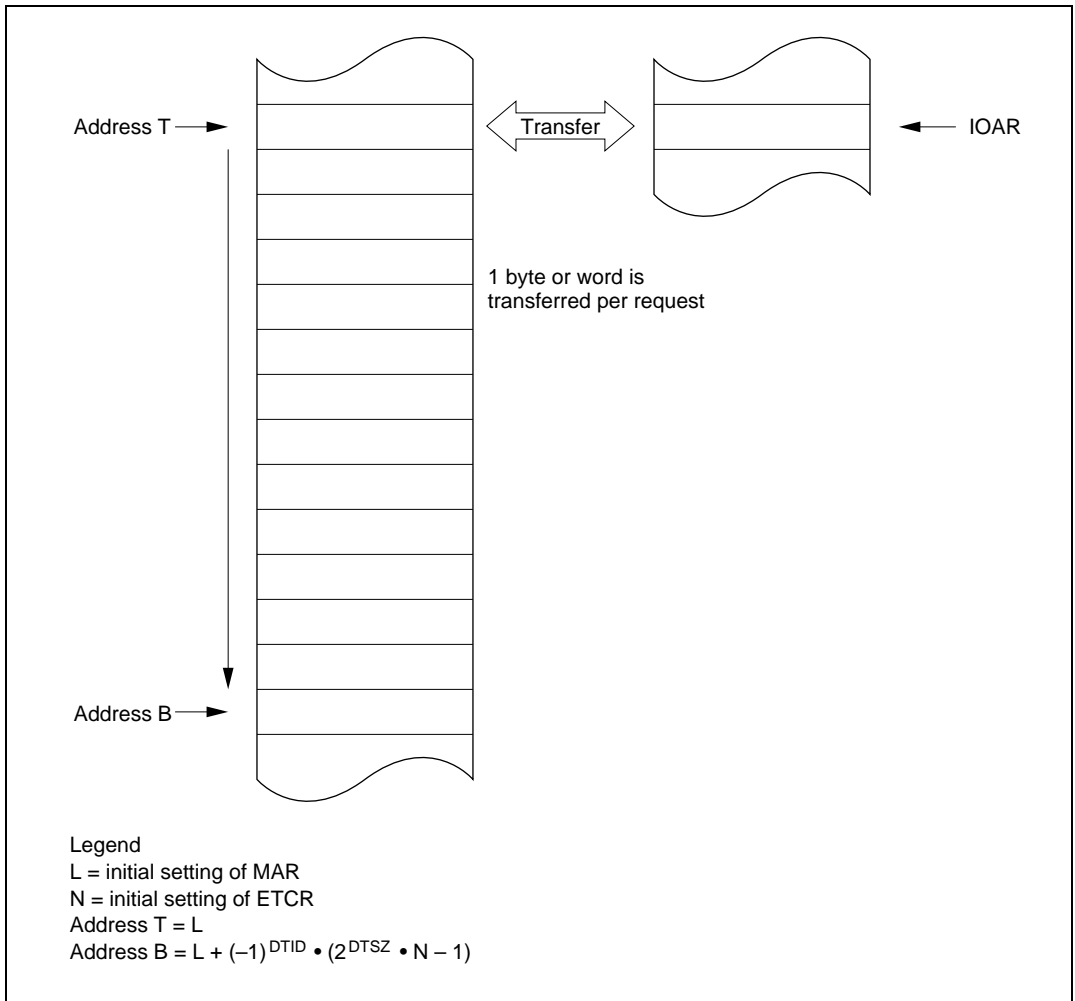 Address T
Transfer
IOAR
1 byte or word is
transferred per request
Address B
Legend
L = initial setting of MAR
N = initial setting of ETCR
Address T = L
Address B = L + (–1)^DTID • (2^DTSZ • N – 1)